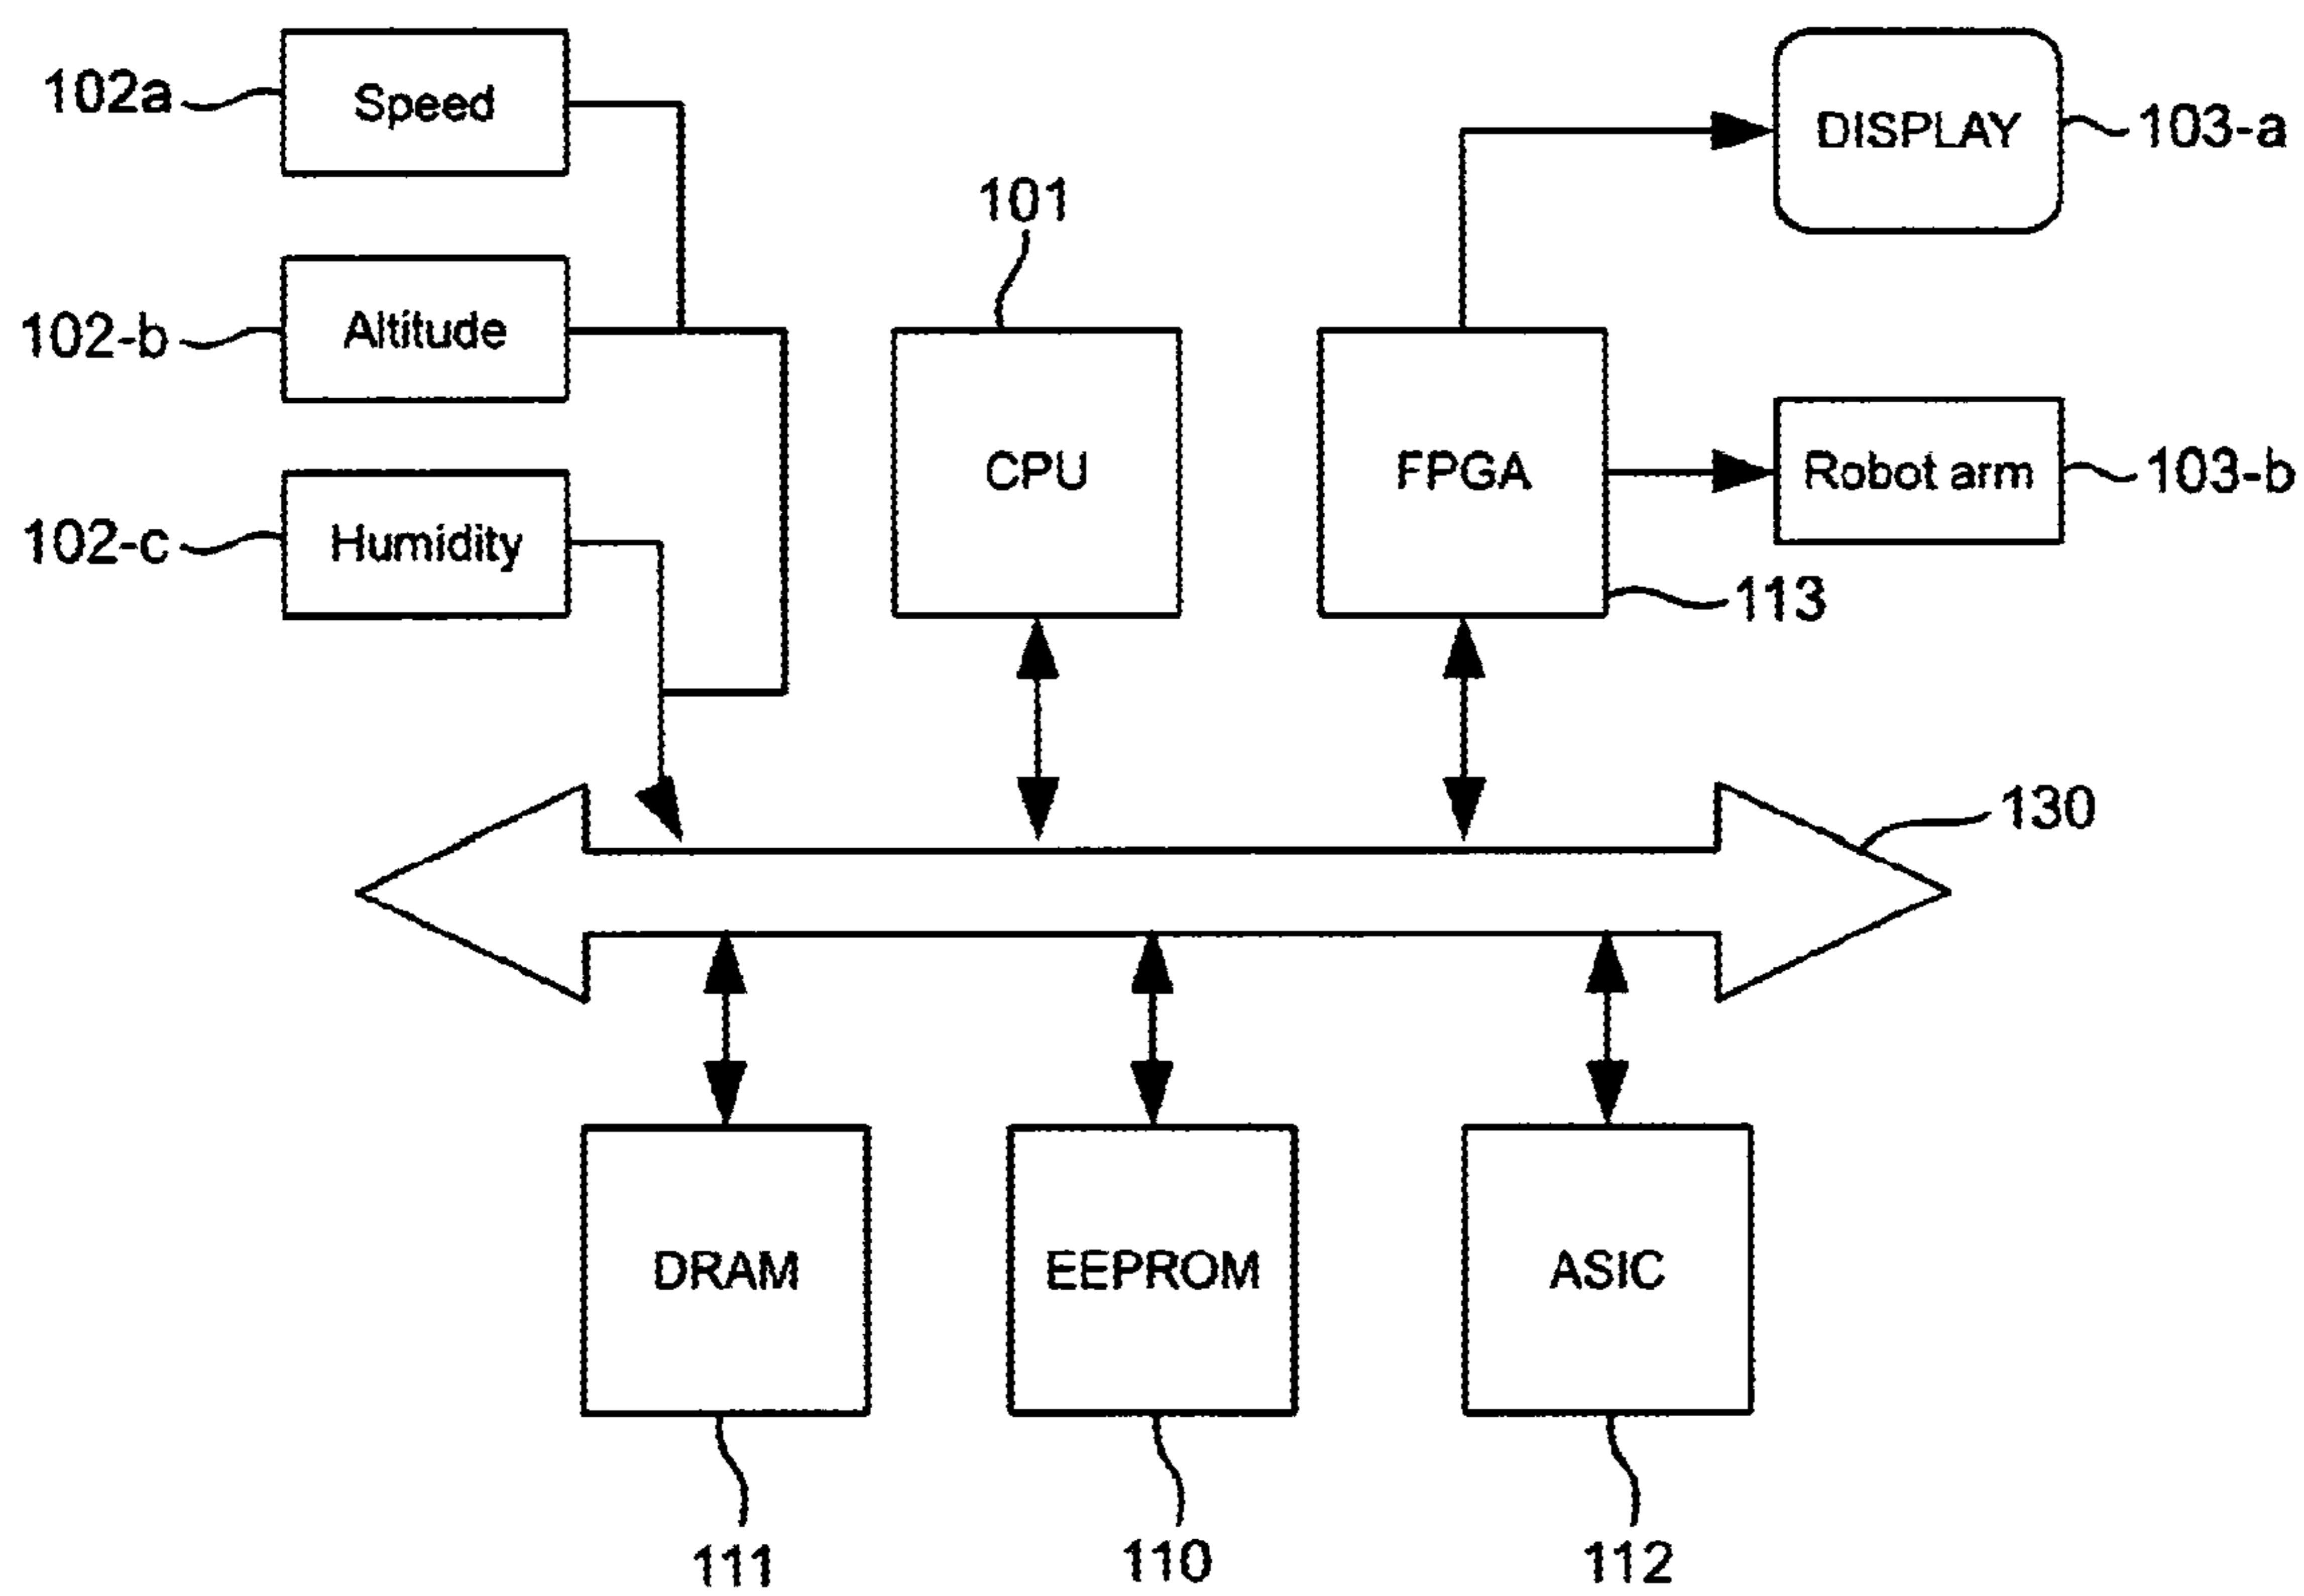 102a
Speed
DISPLAY
103-a
101
102-b
Altitude
CPU
FPGA
Robot arm
103-b
102-c
Humidity
113
130
DRAM
EEPROM
ASIC
111
110
112